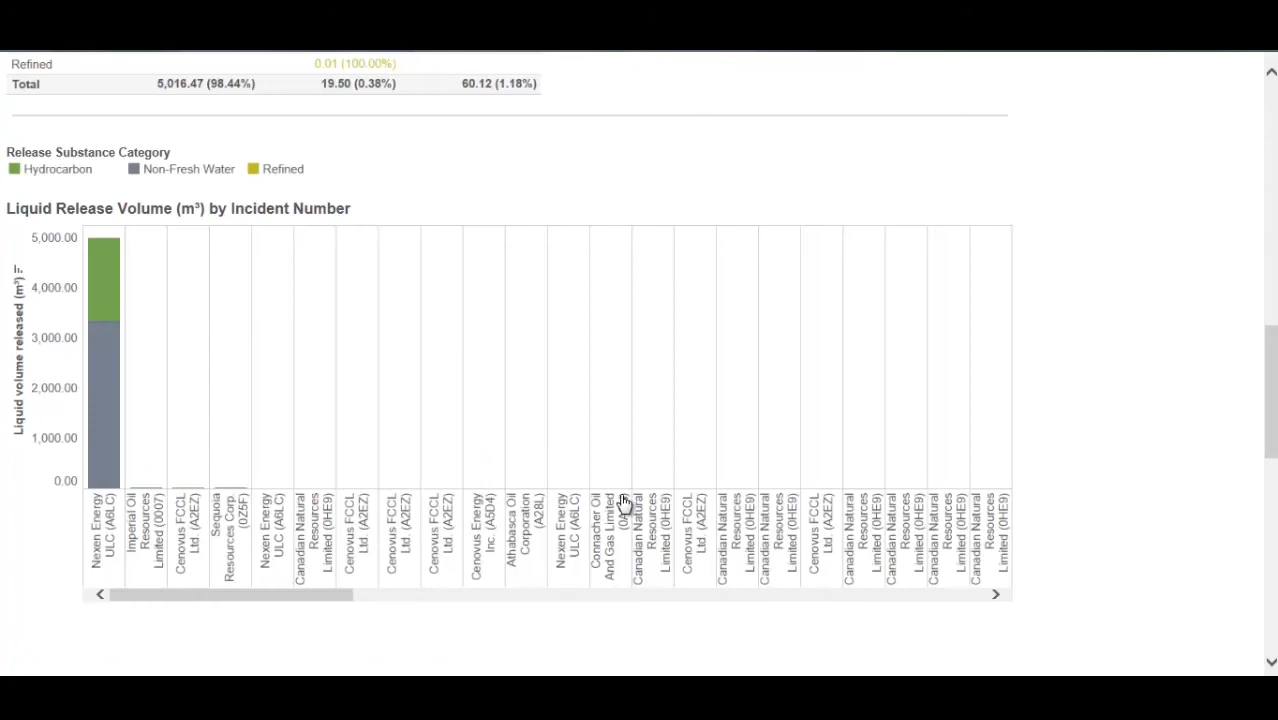 Refined 0.01 (100.00%)
Total 5,016.47 (98.44%) 19.50 (0.38%) 60.12 (1.18%)
Release Substance Category
Hydrocarbon Non-Fresh Water Refined
Liquid Release Volume (m³) by Incident Number
Liquid volume released (m³)
5,000.00
4,000.00
3,000.00
2,000.00
1,000.00
0.00
Nexen Energy
ULC (A6LC)
Imperial Oil
Resources
Limited (0007)
Cenovus FCCL
Ltd. (A2EZ)
Sequoia
Resources Corp.
(0Z5F)
Nexen Energy
ULC (A6LC)
Canadian Natural
Resources
Limited (0HE9)
Cenovus FCCL
Ltd. (A2EZ)
Cenovus FCCL
Ltd. (A2EZ)
Cenovus FCCL
Ltd. (A2EZ)
Cenovus Energy
Inc. (A5D4)
Athabasca Oil
Corporation
(A28L)
Nexen Energy
ULC (A6LC)
Connacher Oil
And Gas Limited
Canadian Natural
Resources
Limited (0HE9)
Cenovus FCCL
Ltd. (A2EZ)
Canadian Natural
Resources
Limited (0HE9)
Canadian Natural
Resources
Limited (0HE9)
Cenovus FCCL
Ltd. (A2EZ)
Canadian Natural
Resources
Limited (0HE9)
Canadian Natural
Resources
Limited (0HE9)
Canadian Natural
Resources
Limited (0HE9)
Canadian Natural
Resources
Limited (0HE9)